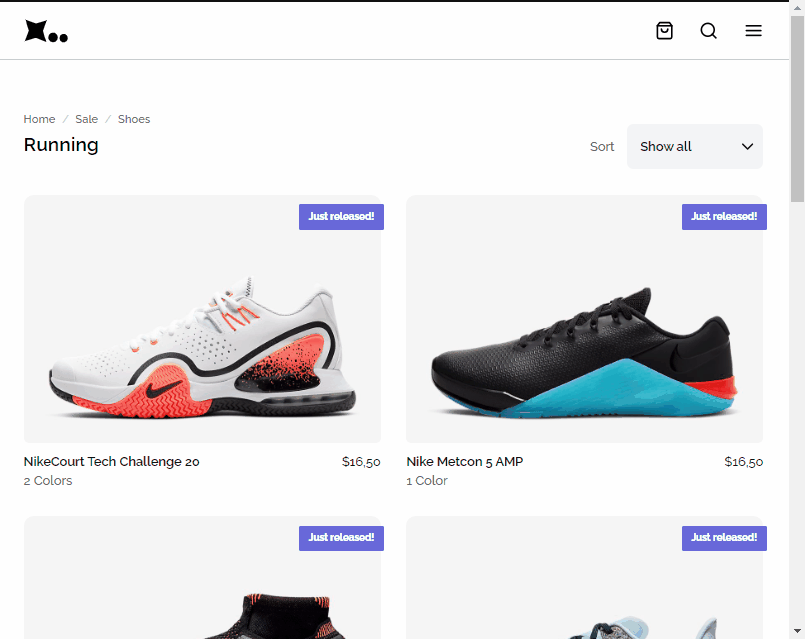 Home / Sale / Shoes
Running
Sort
Show all
Just released!
Just released!
NikeCourt Tech Challenge 20
$16,50
2 Colors
Nike Metcon 5 AMP
$16,50
1 Color
Just released!
Just released!